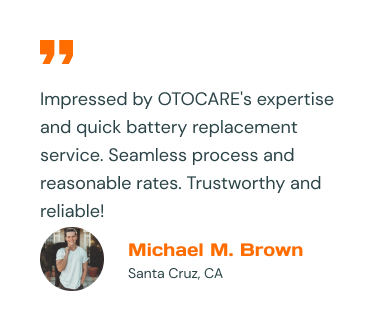 "
Impressed by OTOCARE's expertise
and quick battery replacement
service. Seamless process and
reasonable rates. Trustworthy and
reliable!
Michael M. Brown
Santa Cruz, CA